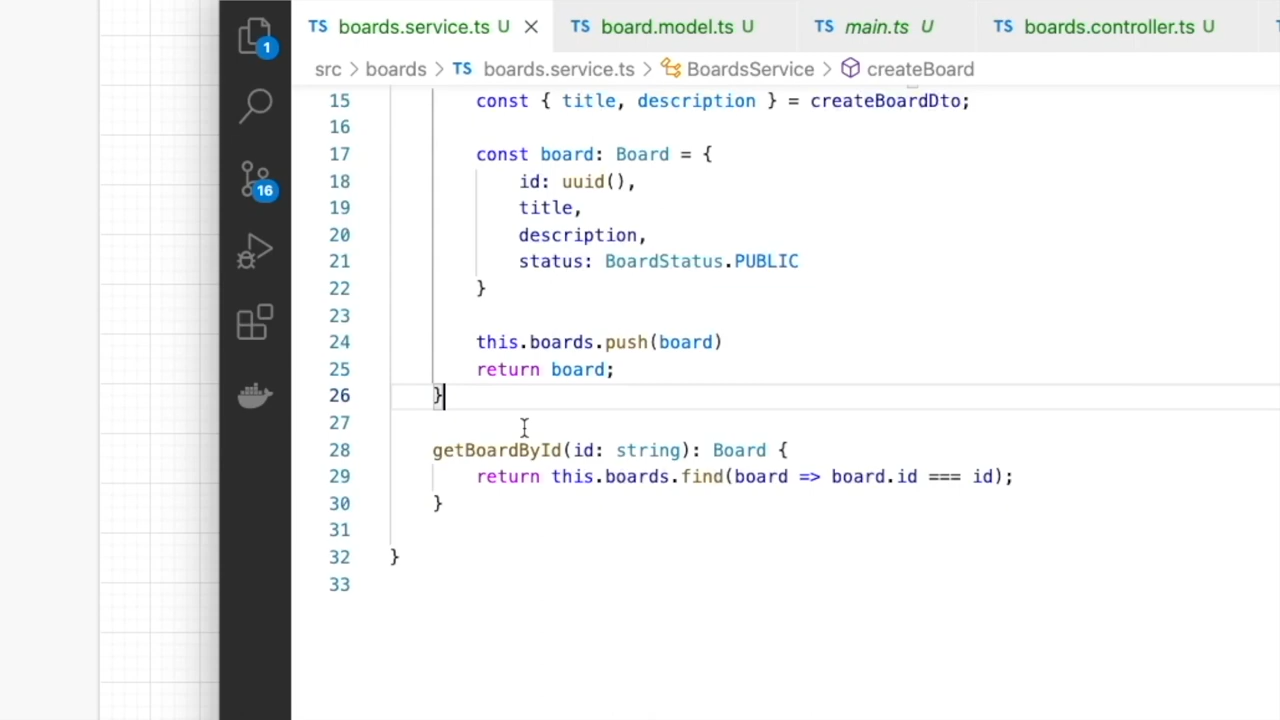 TS boards.service.ts U
TS board.model.ts U
TS main.ts U
TS boards.controller.ts U
src > boards > TS boards.service.ts > BoardsService > createBoard
1
16
15 const { title, description } = createBoardDto;
16
17 const board: Board = {
18 id: uuid(),
19 title,
20 description,
21 status: BoardStatus.PUBLIC
22 }
23
24 this.boards.push(board)
25 return board;
26 }
27
28 getBoardById(id: string): Board {
29 return this.boards.find(board => board.id === id);
30 }
31
32 }
33